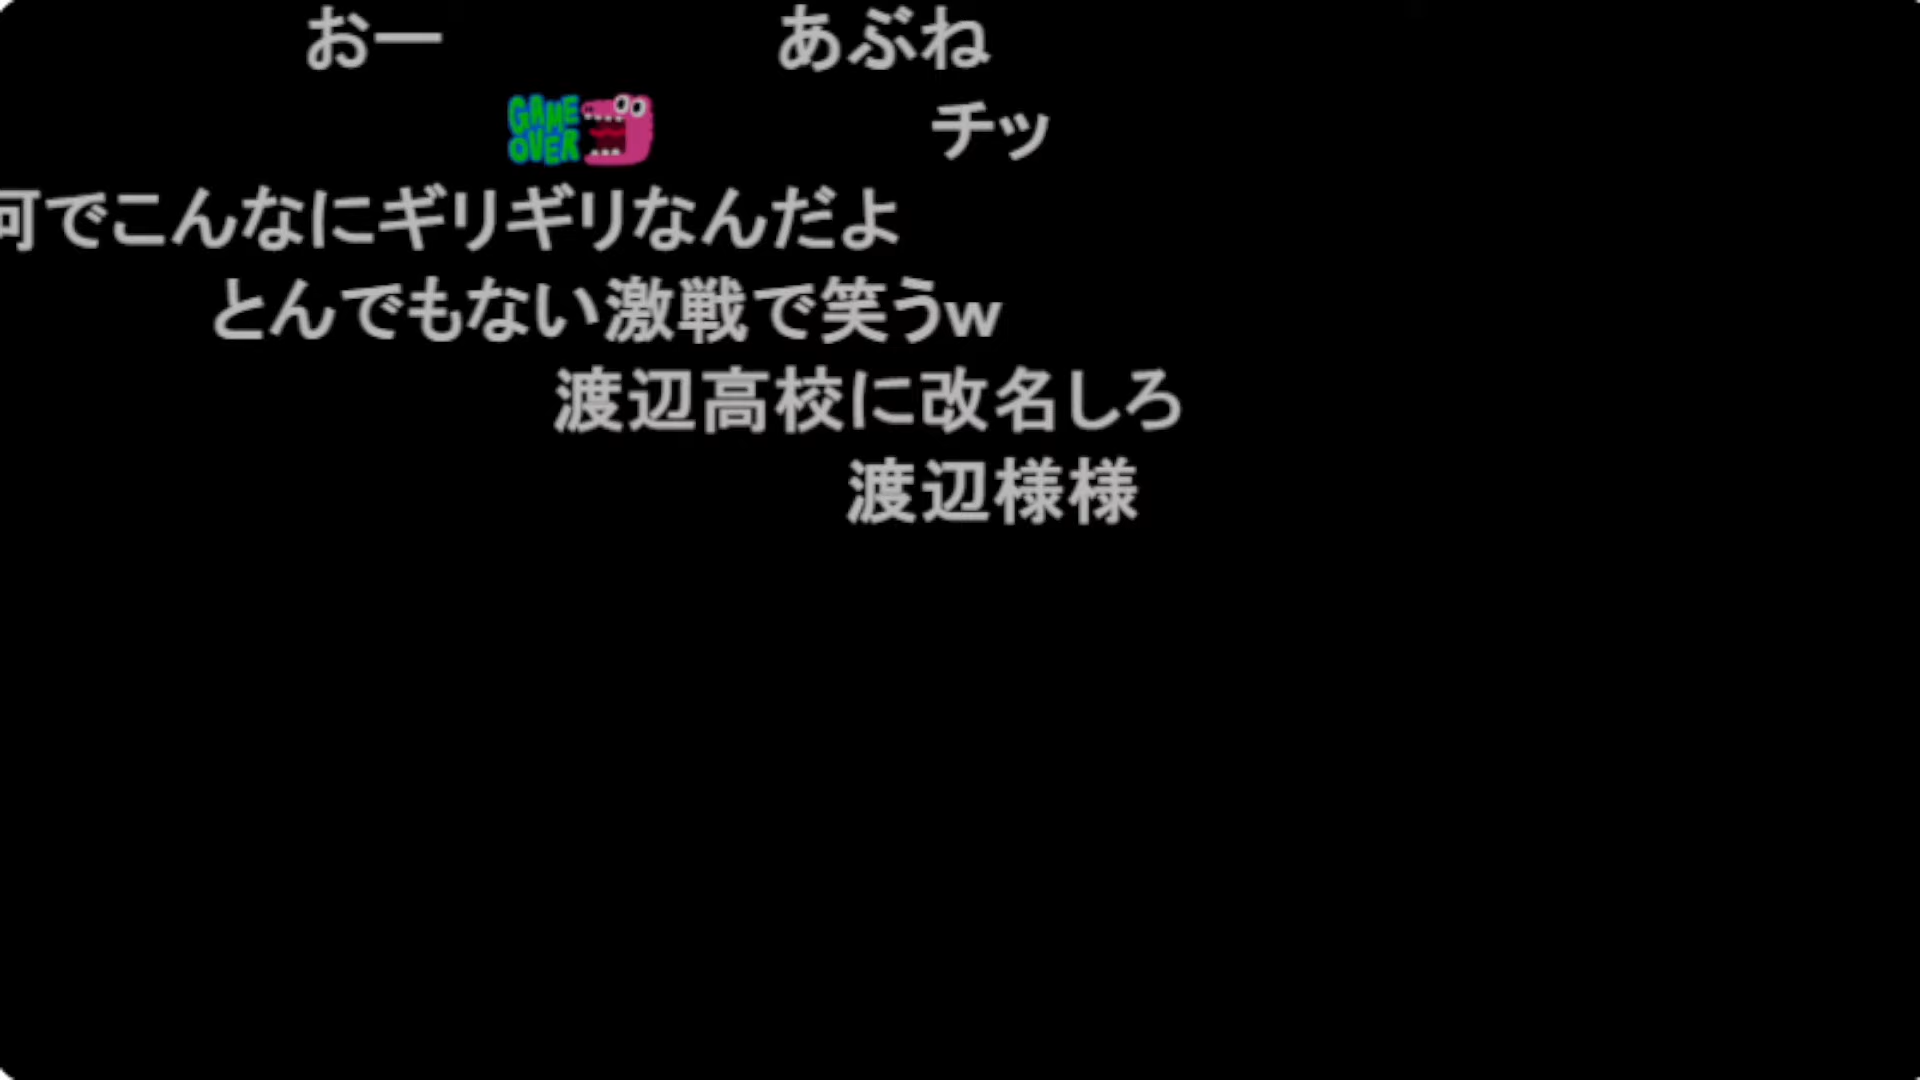 おー
あぶね
GAME OVER
チッ
何でこんなにギリギリなんだよ
とんでもない激戦で笑うw
渡辺高校に改名しろ
渡辺様様